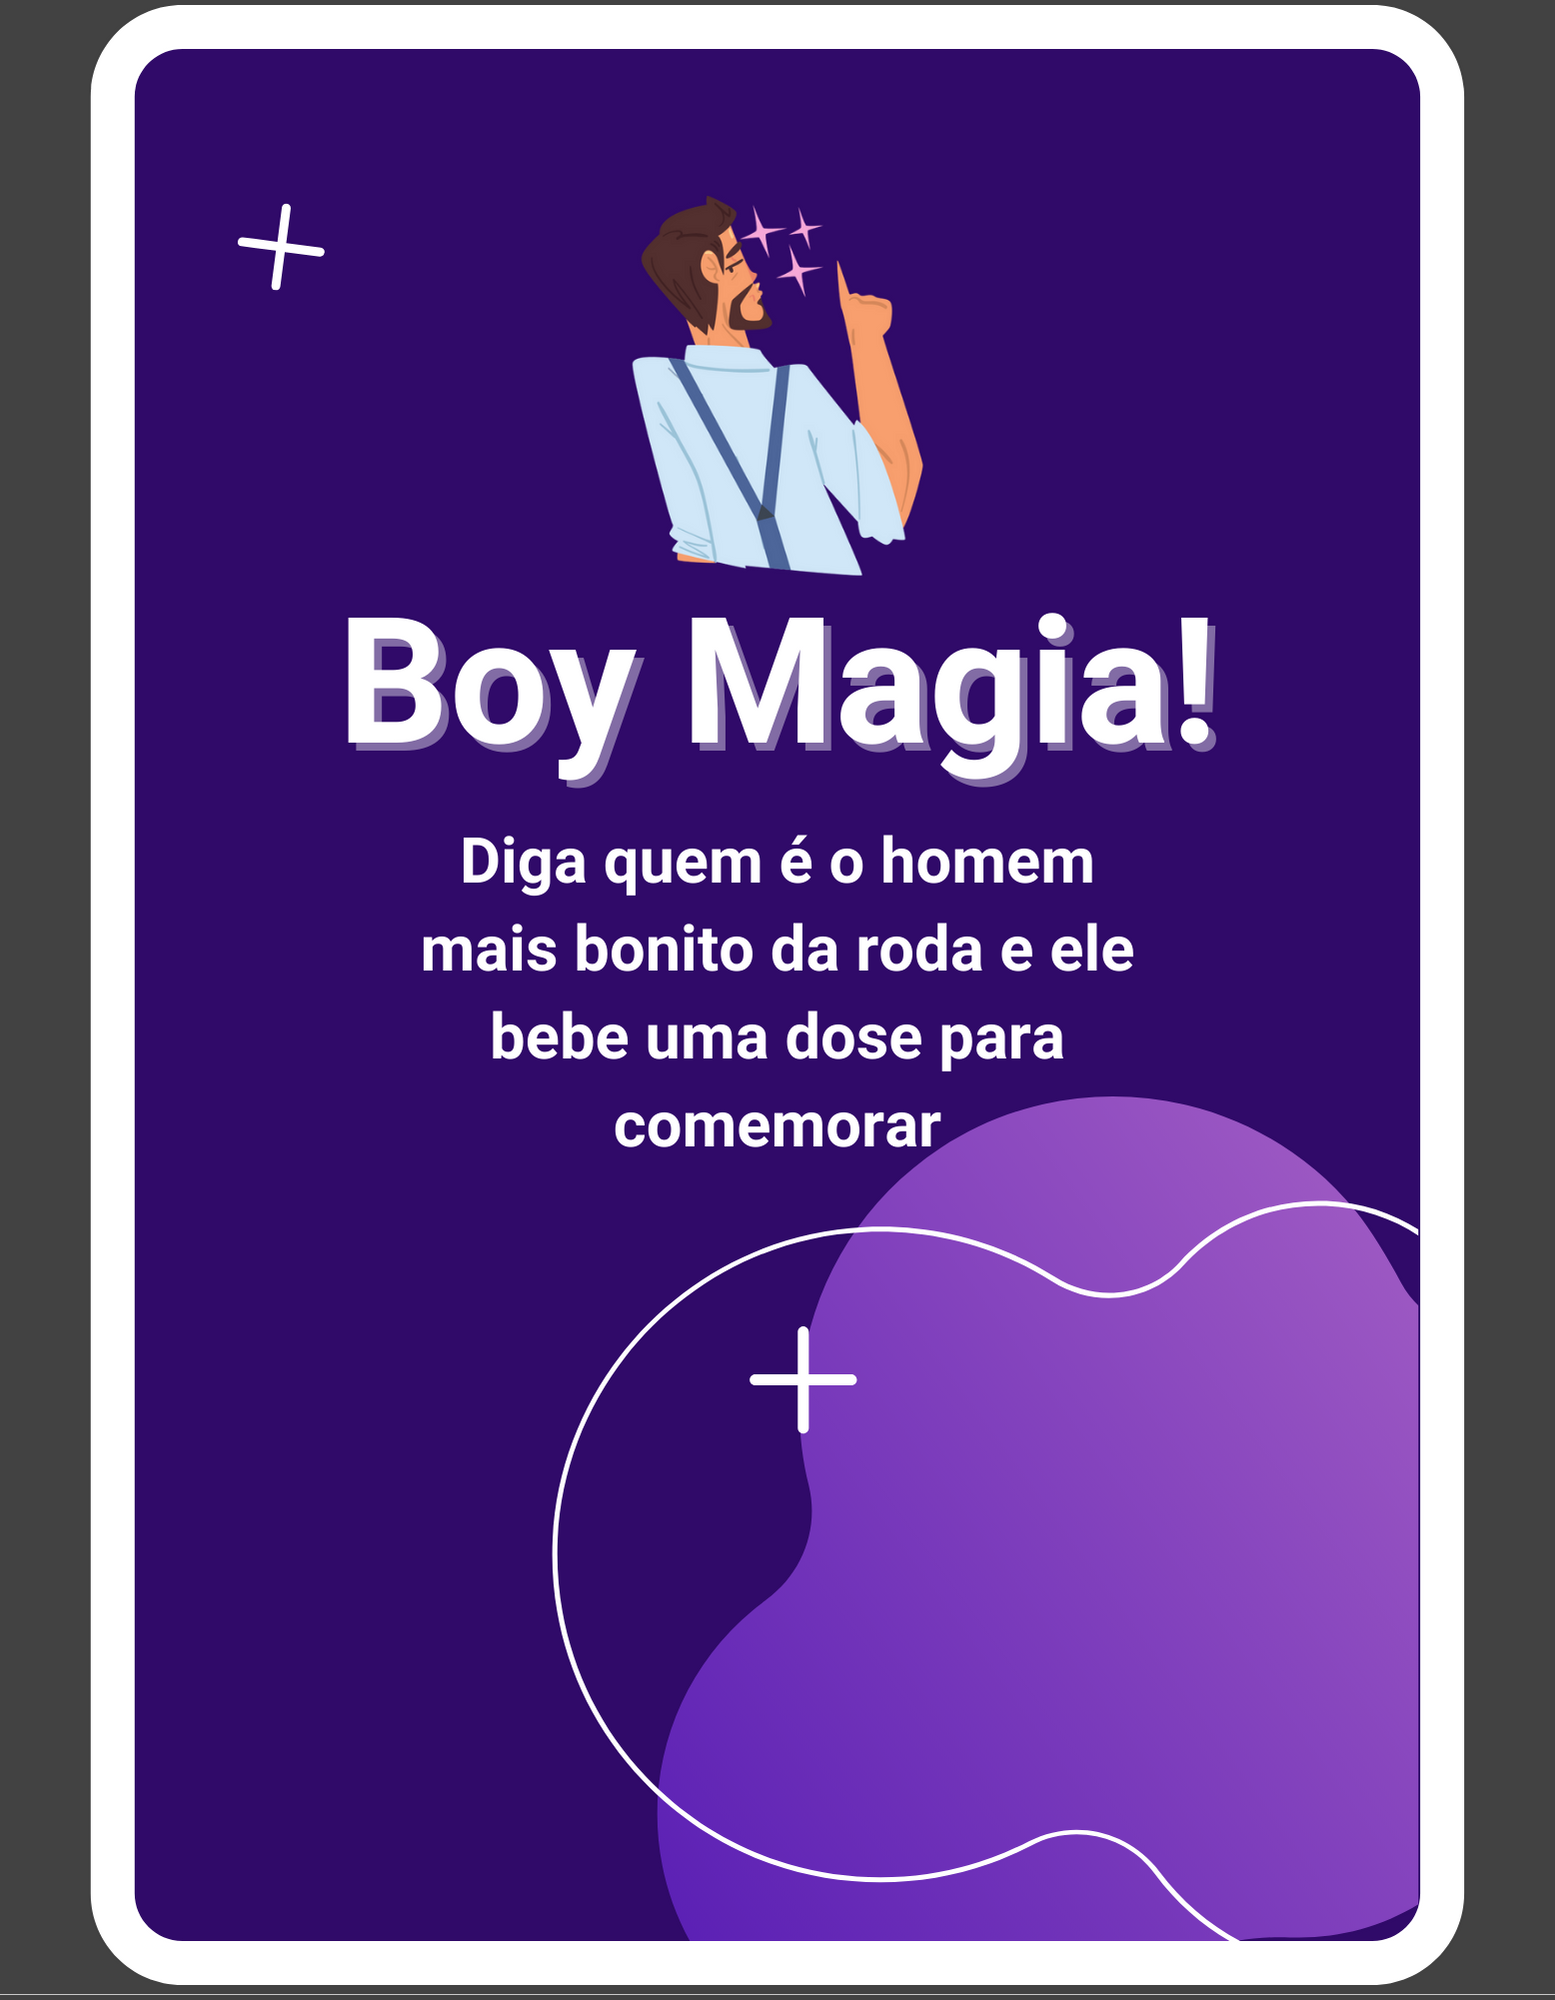 Boy Magia!
Diga quem é o homem
mais bonito da roda e ele
bebe uma dose para
comemorar